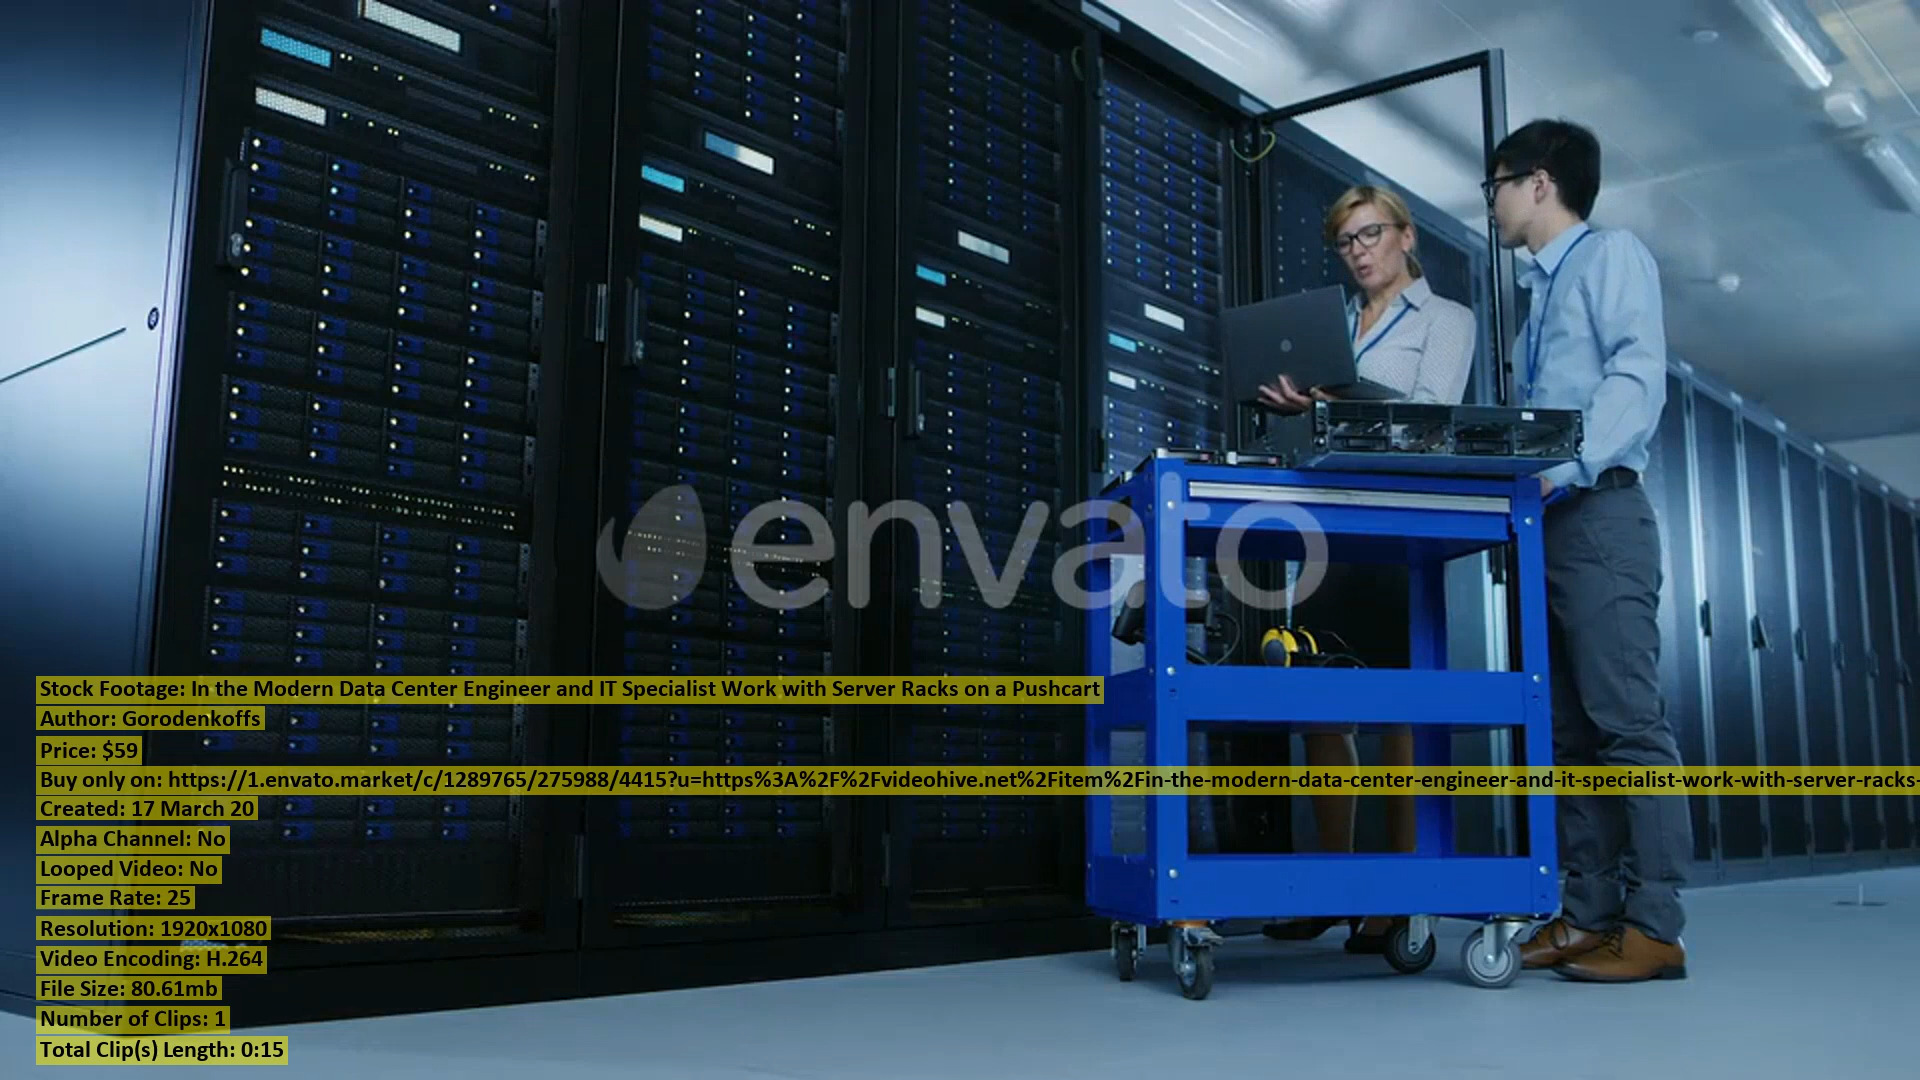 envato
Stock Footage: In the Modern Data Center Engineer and IT Specialist Work with Server Racks on a Pushcart
Author: Gorodenkoffs
Price: $59
Buy only on: https://1.envato.market/c/1289765/275988/4415?u=https%3A%2F%2Fvideohive.net%2Fitem%2Fin-the-modern-data-center-engineer-and-it-specialist-work-with-server-racks-
Created: 17 March 20
Alpha Channel: No
Looped Video: No
Frame Rate: 25
Resolution: 1920x1080
Video Encoding: H.264
File Size: 80.61mb
Number of Clips: 1
Total Clip(s) Length: 0:15